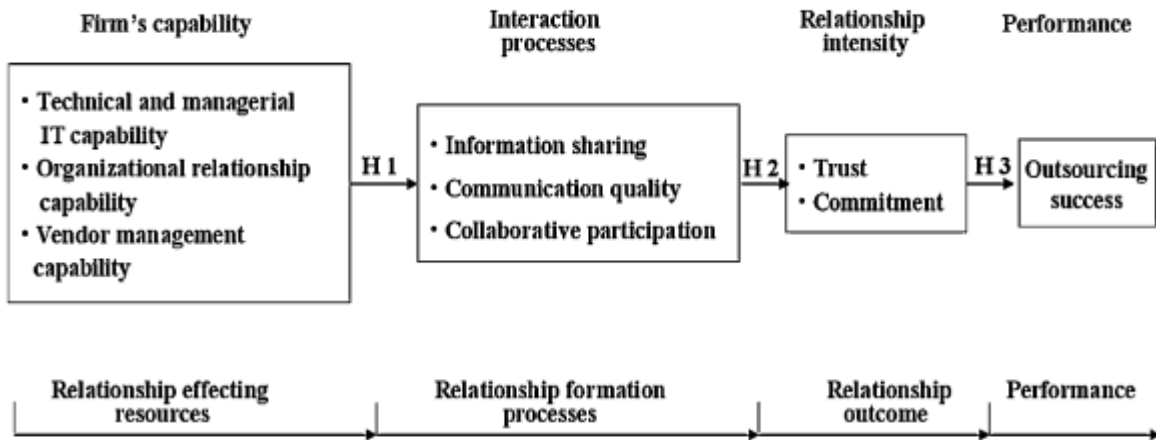 Firm's capability
Interaction
processes
Relationship
intensity
Performance
• Technical and managerial
IT capability
• Organizational relationship
capability
• Vendor management
capability
H 1
• Information sharing
• Communication quality
• Collaborative participation
H 2
• Trust
• Commitment
H 3
Outsourcing
success
Relationship effecting
resources
Relationship formation
processes
Relationship
outcome
Performance